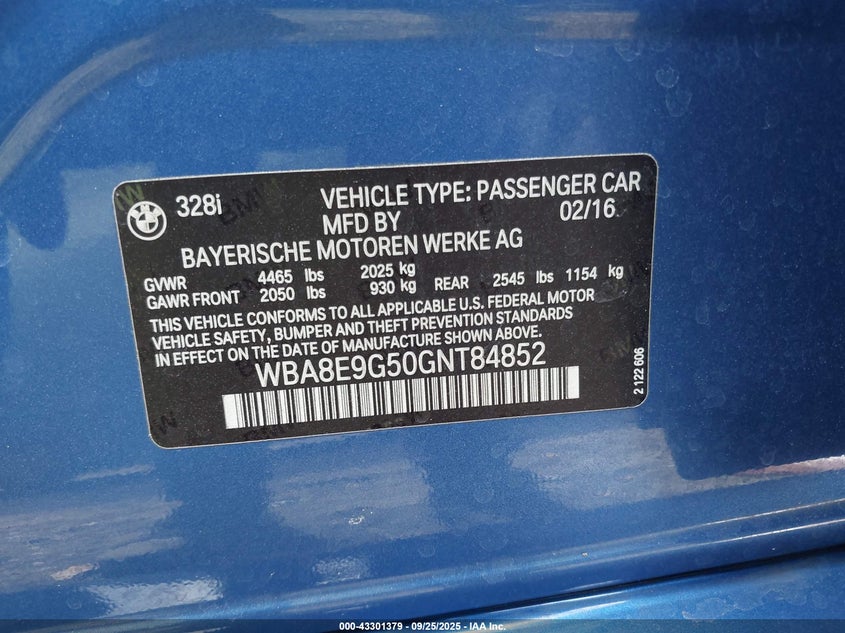 328i VEHICLE TYPE: PASSENGER CAR
MFD BY 02/16
BAYERISCHE MOTOREN WERKE AG
GVWR 4465 lbs 2025 kg
GAWR FRONT 2050 lbs 930 kg REAR 2545 lbs 1154 kg
THIS VEHICLE CONFORMS TO ALL APPLICABLE U.S. FEDERAL MOTOR
VEHICLE SAFETY, BUMPER AND THEFT PREVENTION STANDARDS
IN EFFECT ON THE DATE OF MANUFACTURE SHOWN ABOVE.
WBA8E9G50GNT84852
2 122 606
000-43301379 - 09/25/2025 - IAA Inc.